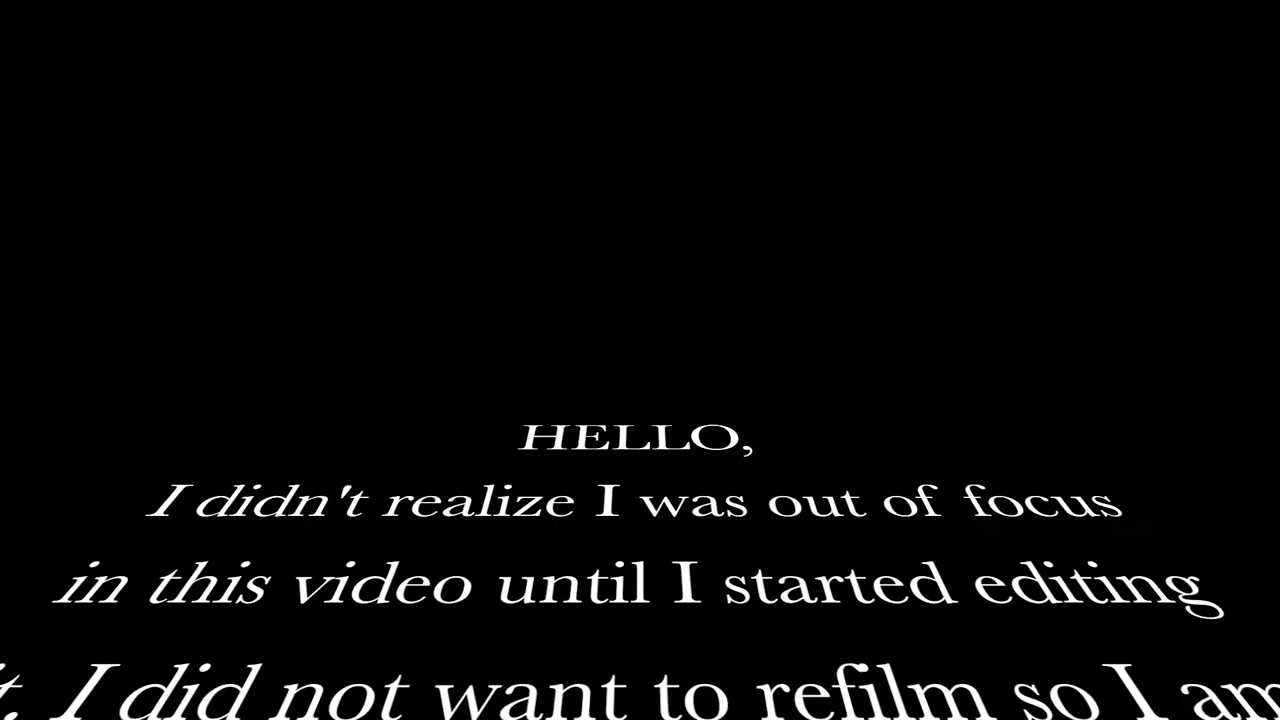 HELLO,
I didn't realize I was out of focus
in this video until I started editing
it. I did not want to refilm so I am